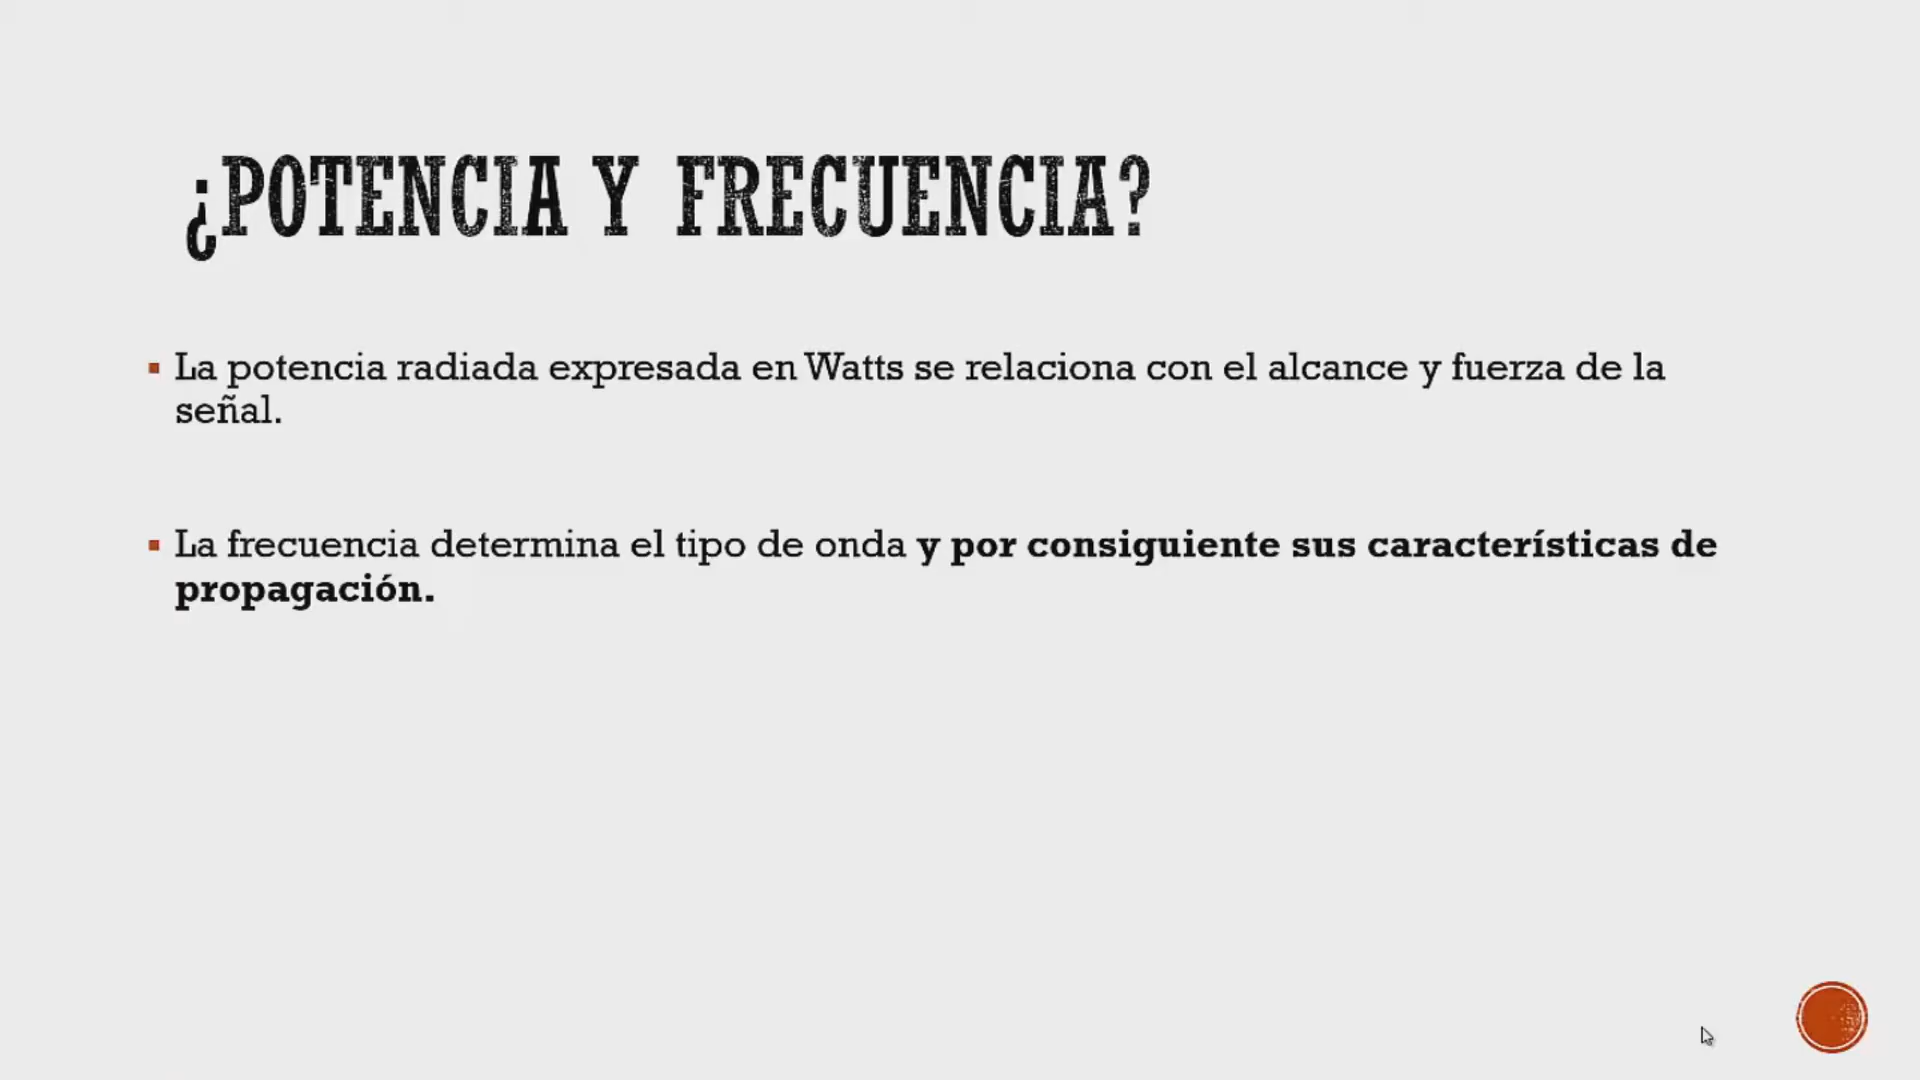 ¿POTENCIA Y FRECUENCIA?
La potencia radiada expresada en Watts se relaciona con el alcance y fuerza de la
señal.
La frecuencia determina el tipo de onda y por consiguiente sus características de
propagación.